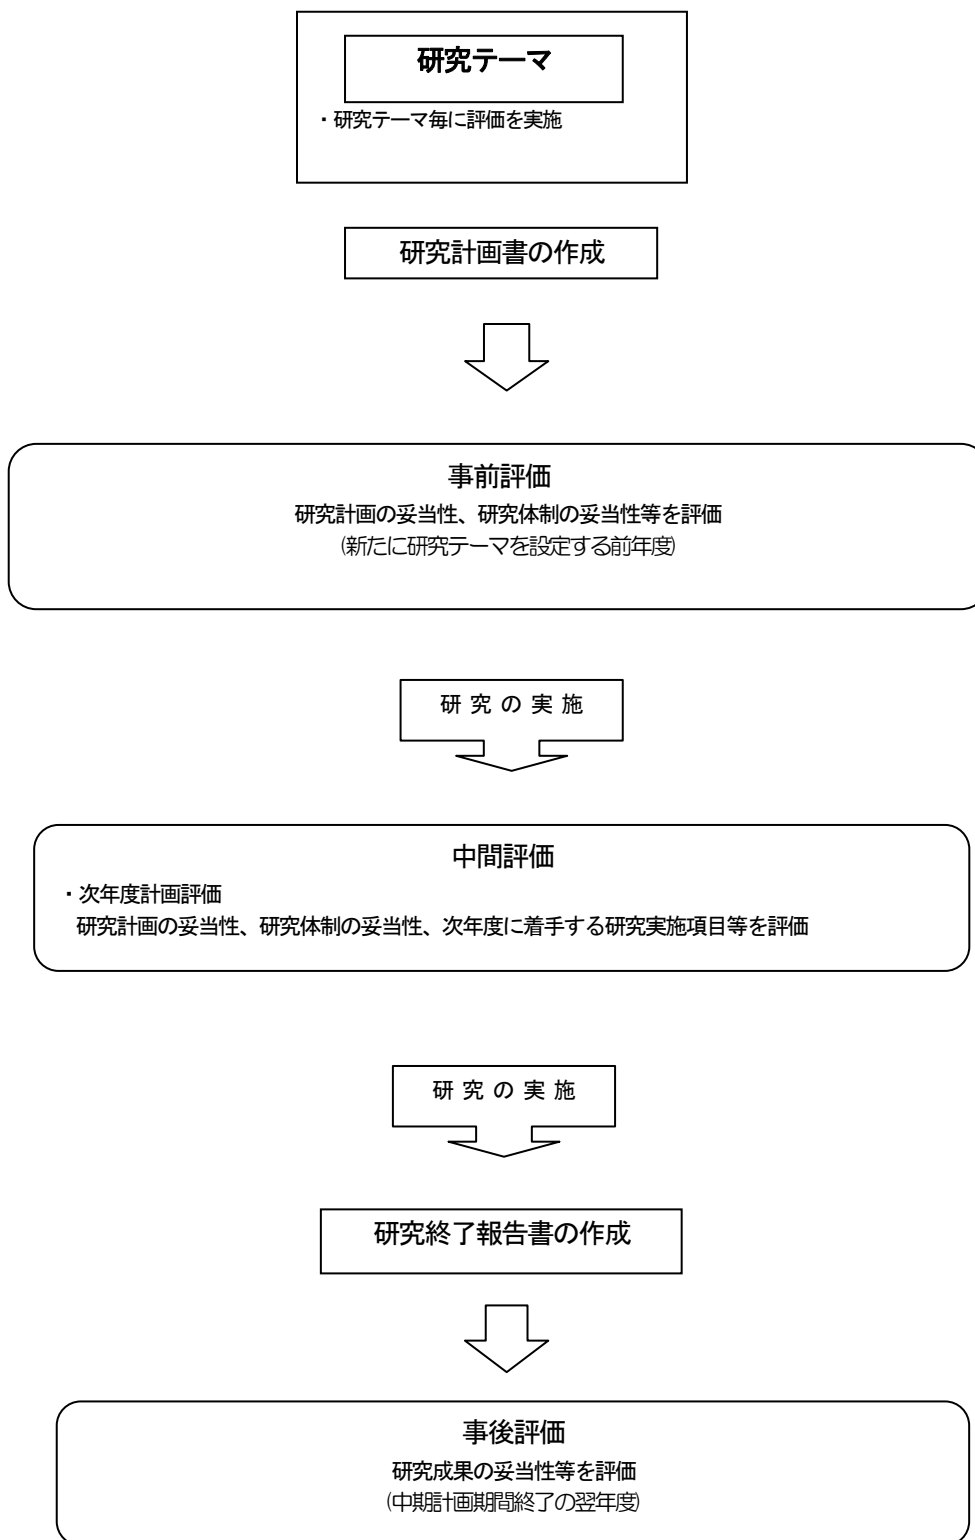 研究テーマ
・研究テーマ毎に評価を実施
研究計画書の作成
事前評価
研究計画の妥当性、研究体制の妥当性等を評価
(新たに研究テーマを設定する前年度)
研究の実施
中間評価
・次年度計画評価
研究計画の妥当性、研究体制の妥当性、次年度に着手する研究実施項目等を評価
研究の実施
研究終了報告書の作成
事後評価
研究成果の妥当性等を評価
(中期計画期間終了の翌年度)